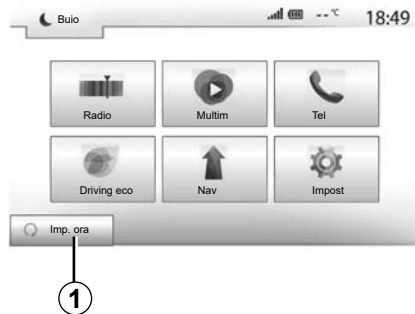 Buio
--°C
18:49
Radio
Multim
Tel
Driving eco
Nav
Impost
Imp. ora
1